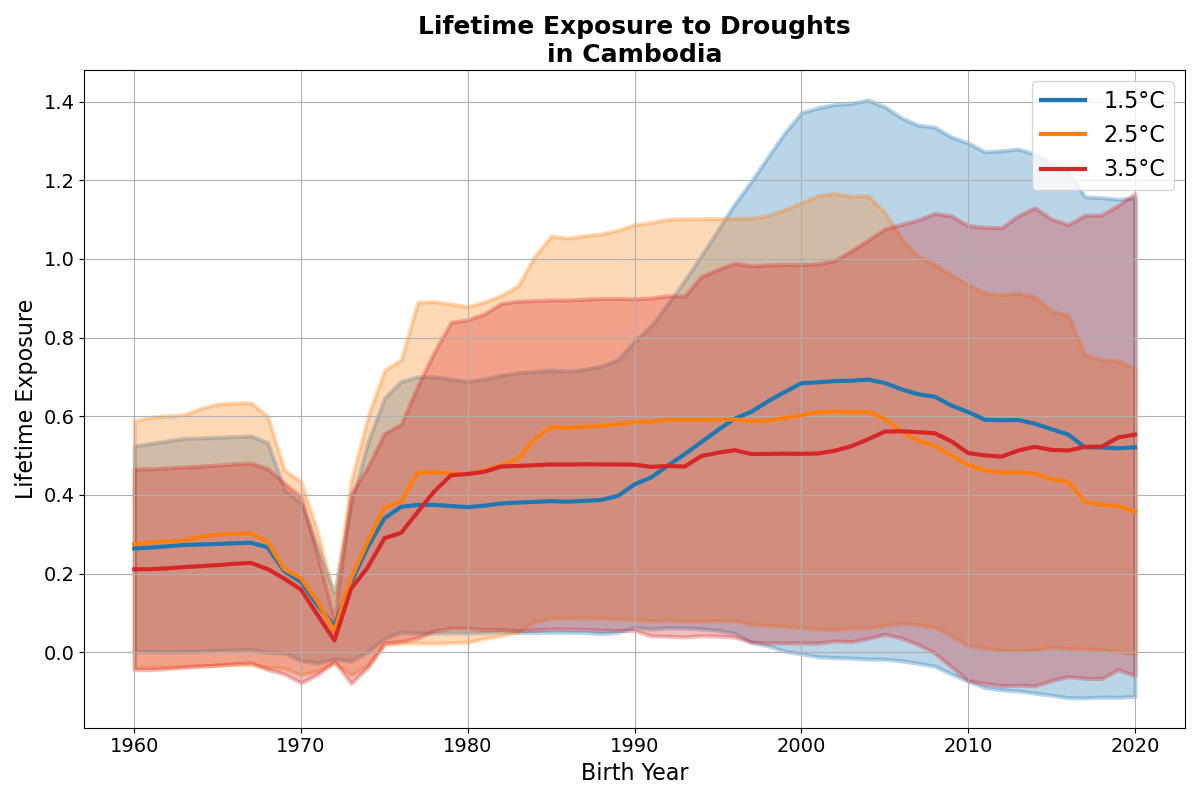 Lifetime Exposure to Droughts
in Cambodia
1.4
1.2
1.0
0.8
0.6
0.4
0.2
0.0
Lifetime Exposure
1.5°C
2.5°C
3.5°C
1960 1970 1980 1990 2000 2010 2020
Birth Year